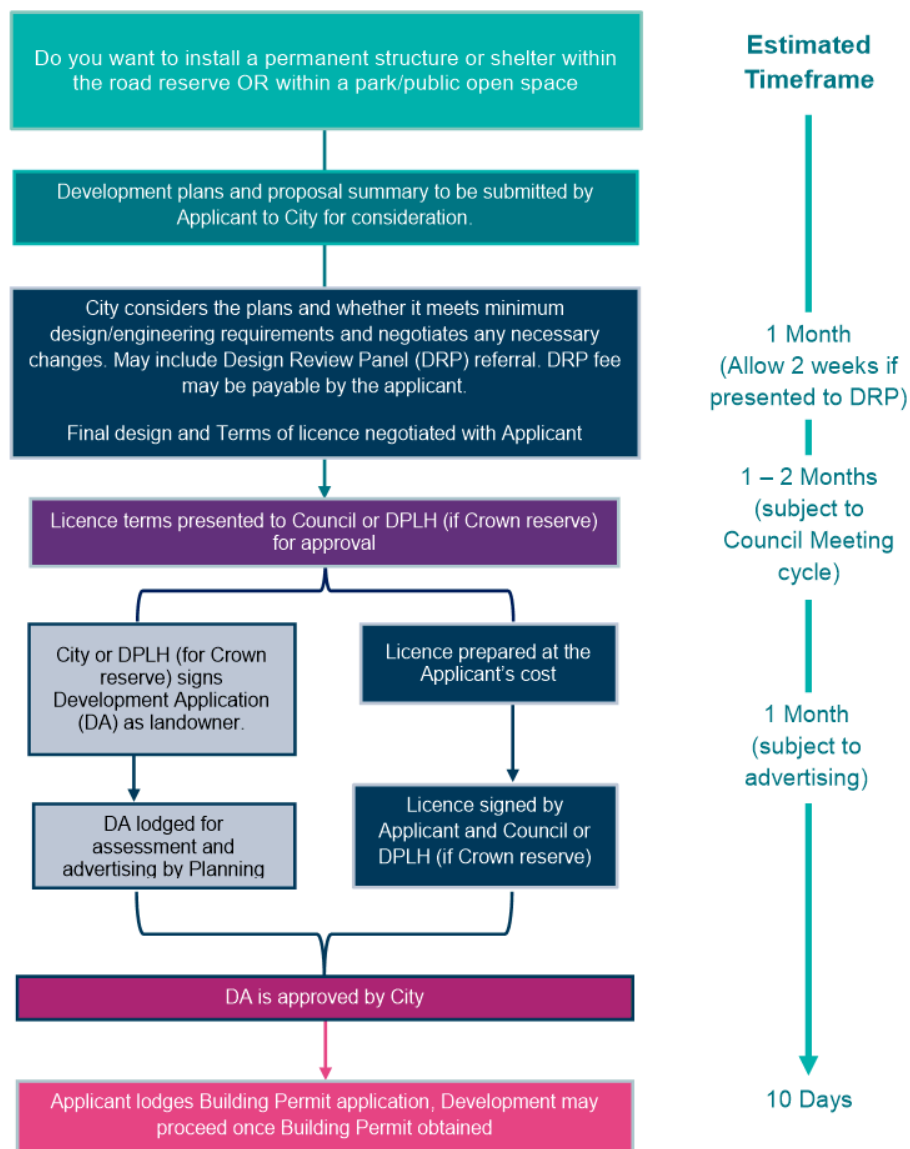 Do you want to install a permanent structure or shelter within
the road reserve OR within a park/public open space
Estimated
Timeframe
Development plans and proposal summary to be submitted by
Applicant to City for consideration.
City considers the plans and whether it meets minimum
design/engineering requirements and negotiates any necessary
changes. May include Design Review Panel (DRP) referral. DRP fee
may be payable by the applicant.
Final design and Terms of licence negotiated with Applicant
1 Month
(Allow 2 weeks if
presented to DRP)
Licence terms presented to Council or DPLH (if Crown reserve)
for approval
1 – 2 Months
(subject to
Council Meeting
cycle)
City or DPLH (for Crown
reserve) signs
Development Application
(DA) as landowner.
Licence prepared at the
Applicant's cost
DA lodged for
assessment and
advertising by Planning
Licence signed by
Applicant and Council or
DPLH (if Crown reserve)
1 Month
(subject to
advertising)
DA is approved by City
Applicant lodges Building Permit application, Development may
proceed once Building Permit obtained
10 Days